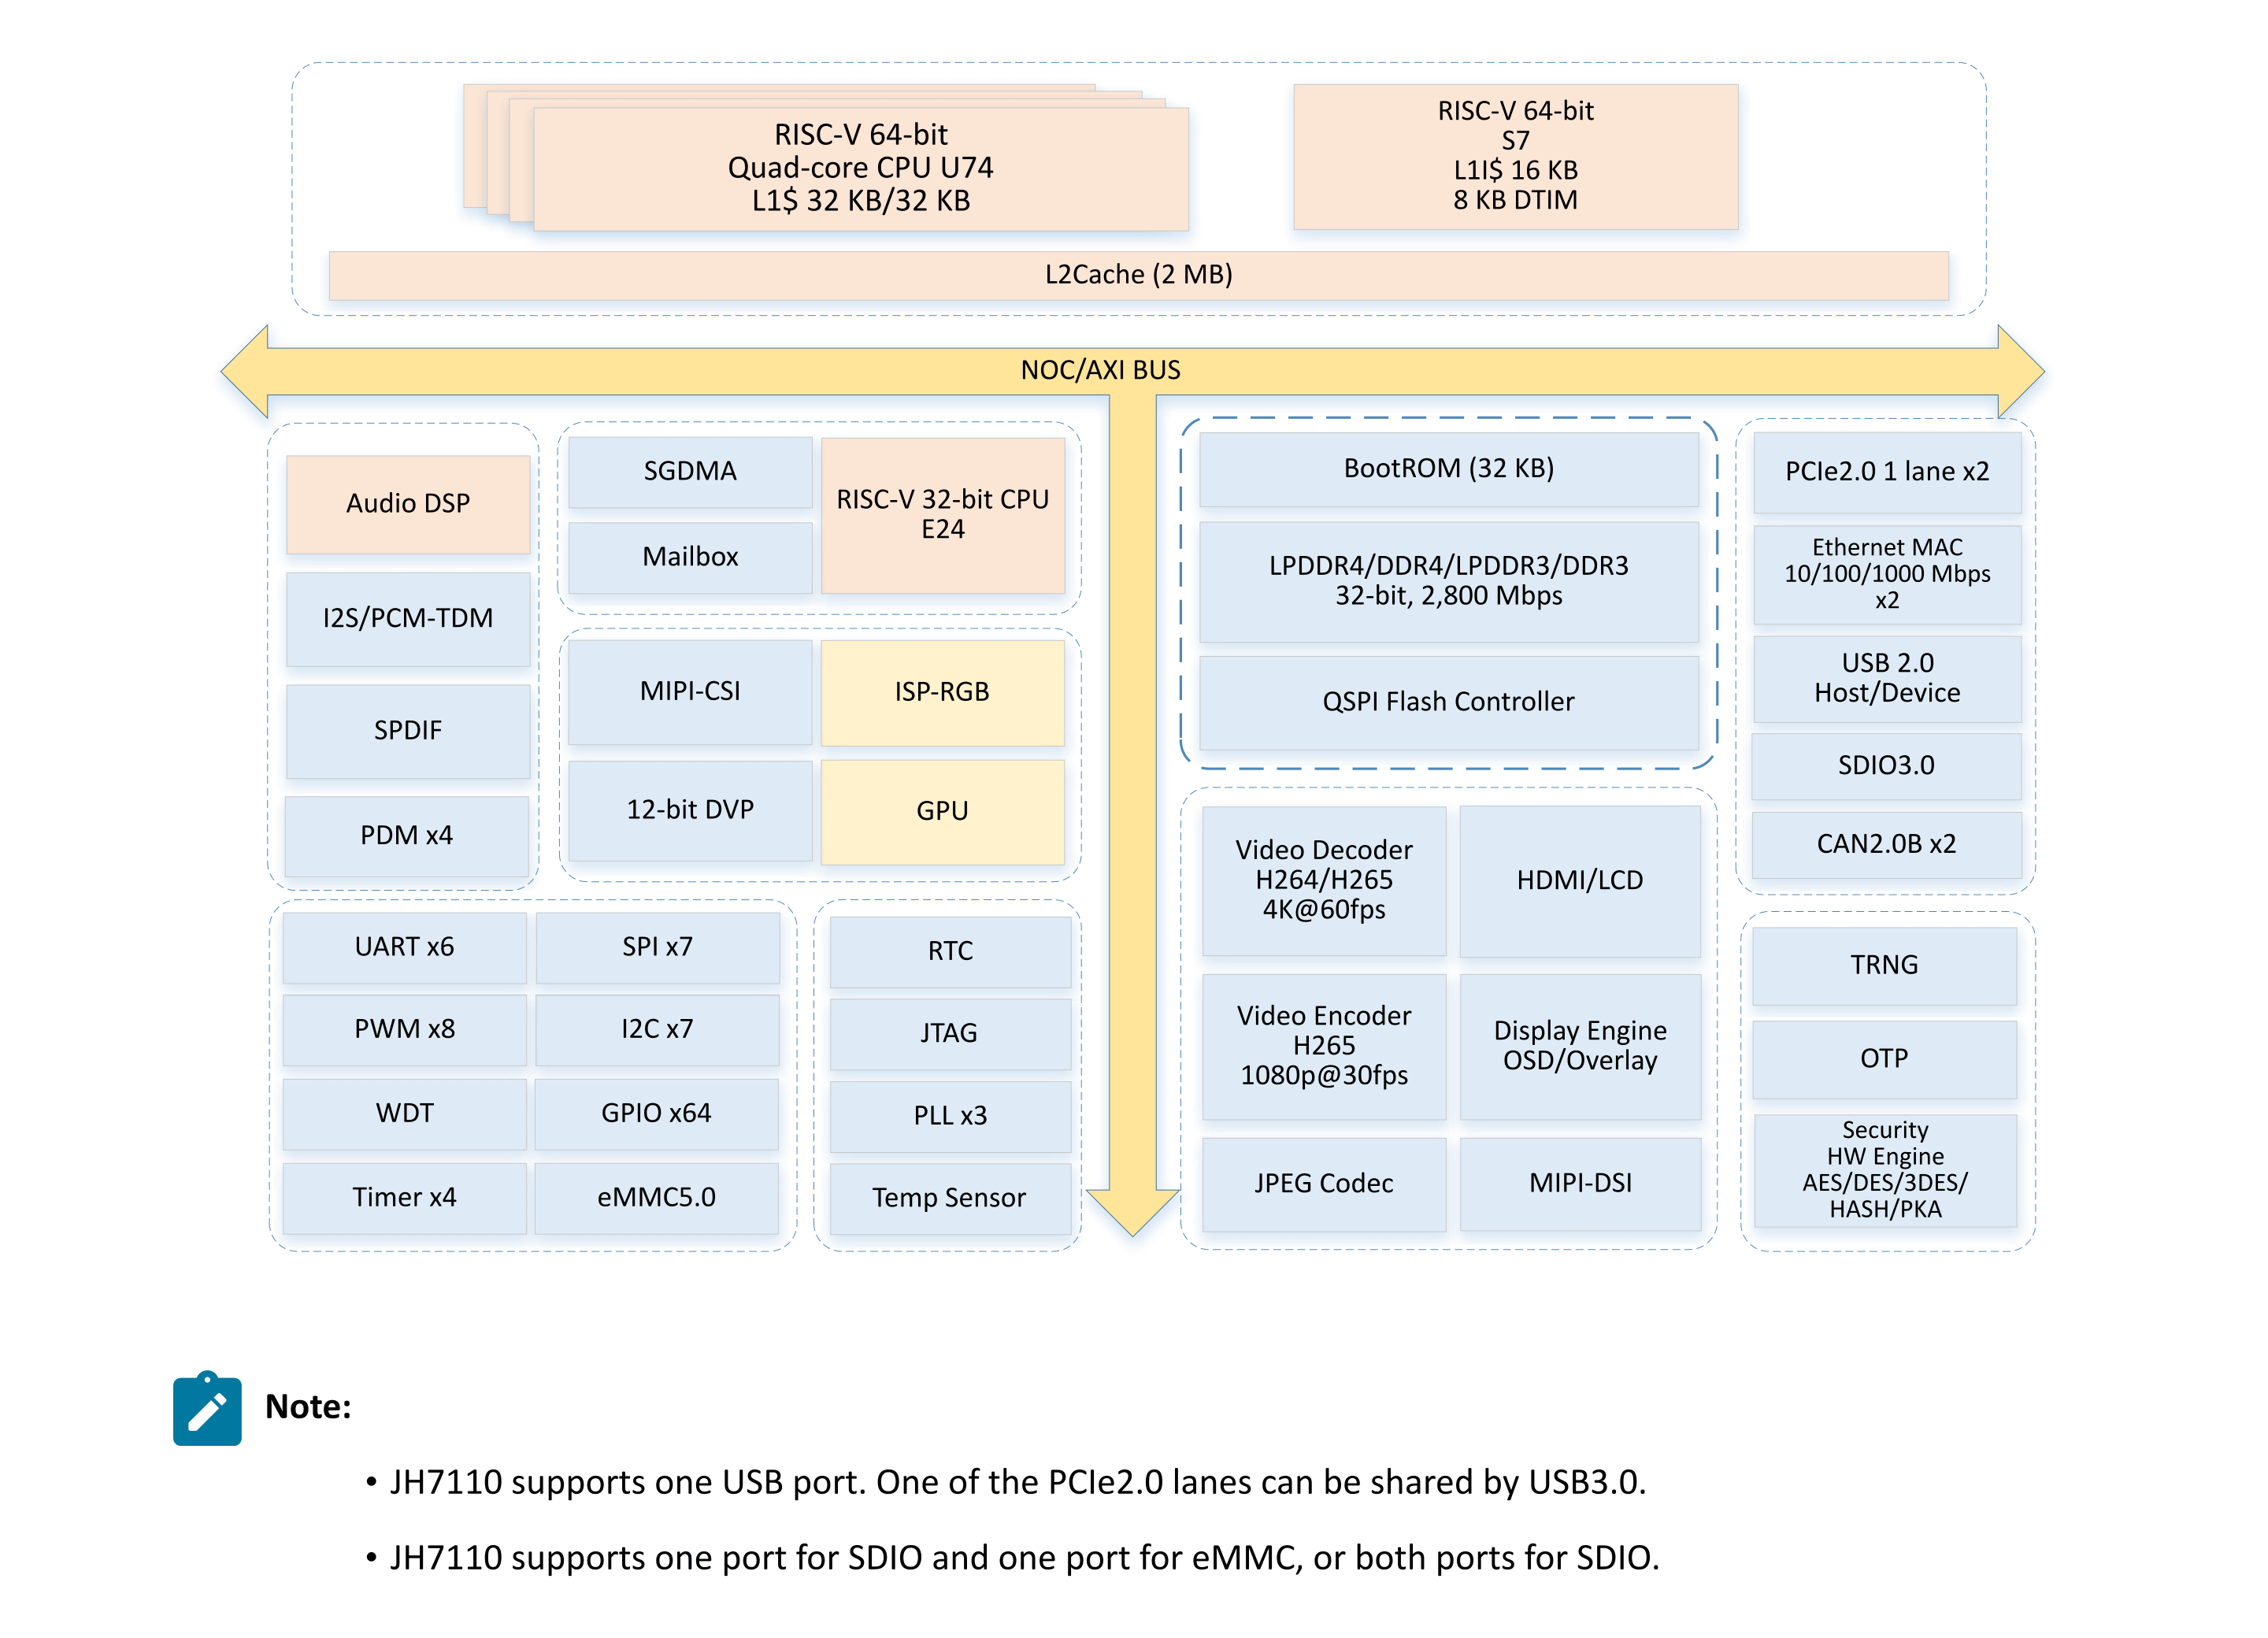 RISC-V 64-bit
Quad-core CPU U74
L1$ 32 KB/32 KB
RISC-V 64-bit
S7
L1I$ 16 KB
8 KB DTIM
L2Cache (2 MB)
NOC/AXI BUS
Audio DSP
I2S/PCM-TDM
SPDIF
PDM x4
SGDMA
Mailbox
RISC-V 32-bit CPU
E24
MIPI-CSI
ISP-RGB
12-bit DVP
GPU
UART x6
SPI x7
PWM x8
I2C x7
WDT
GPIO x64
Timer x4
eMMC5.0
RTC
JTAG
PLL x3
Temp Sensor
BootROM (32 KB)
LPDDR4/DDR4/LPDDR3/DDR3
32-bit, 2,800 Mbps
QSPI Flash Controller
Video Decoder
H264/H265
4K@60fps
HDMI/LCD
Video Encoder
H265
1080p@30fps
Display Engine
OSD/Overlay
JPEG Codec
MIPI-DSI
PCIe2.0 1 lane x2
Ethernet MAC
10/100/1000 Mbps
x2
USB 2.0
Host/Device
SDIO3.0
CAN2.0B x2
TRNG
OTP
Security
HW Engine
AES/DES/3DES/
HASH/PKA
Note:
• JH7110 supports one USB port. One of the PCIe2.0 lanes can be shared by USB3.0.
• JH7110 supports one port for SDIO and one port for eMMC, or both ports for SDIO.